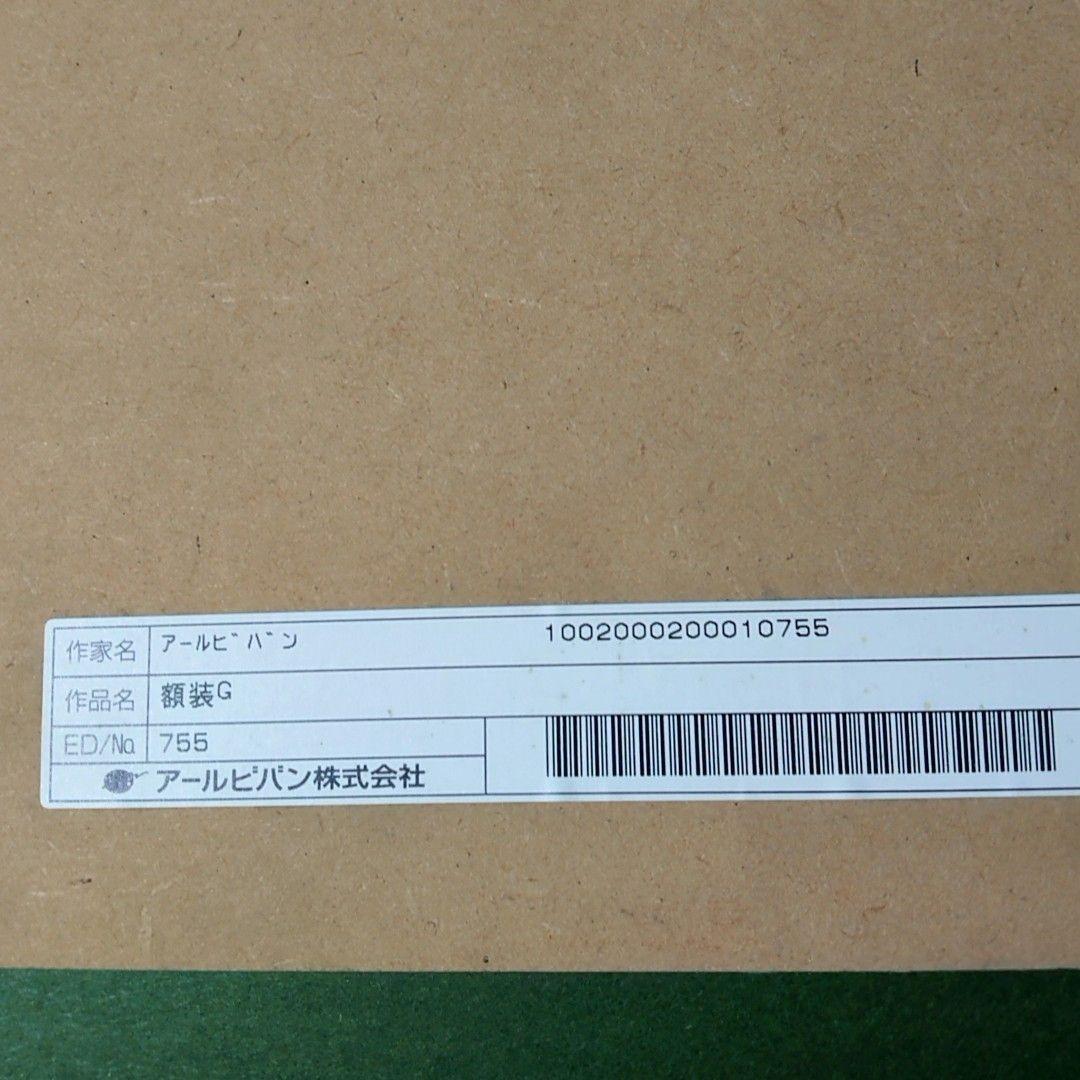 作家名 ｱｰﾙﾋﾞﾊﾞﾝ 1002000200010755
作品名 額装G
ED/No. 755
アールビバン株式会社